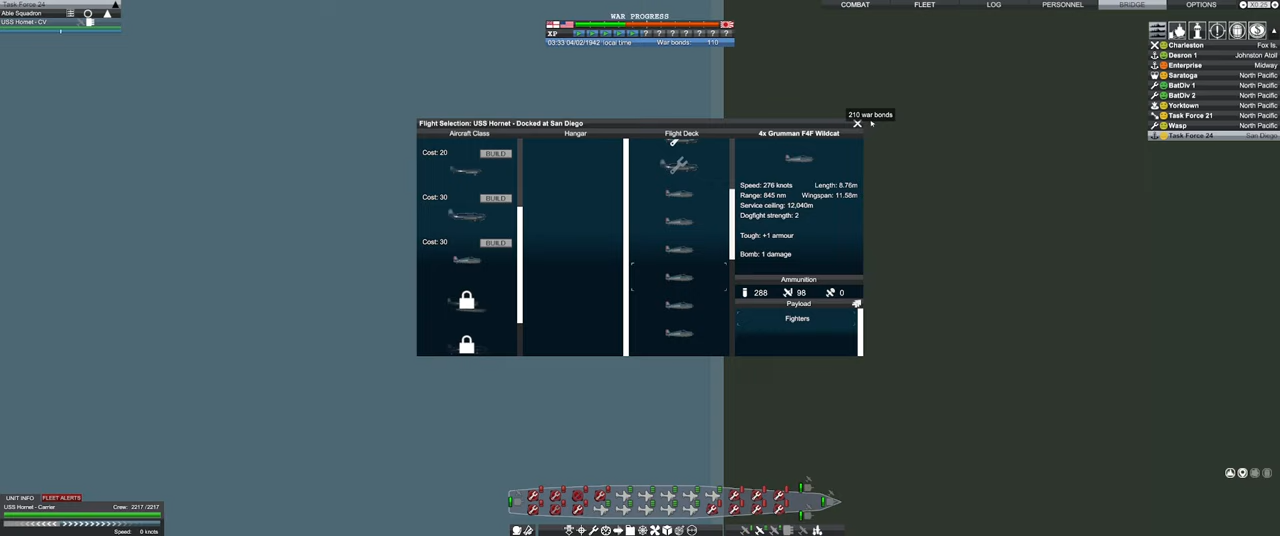 Task Force 24
Able Squadron
USS Hornet - CV
WAR PROGRESS
XP
? ? ? ? ? ? ?
03:33 04/02/1942 local time
War bonds: 110
COMBAT
FLEET
LOG
PERSONNEL
BRIDGE
OPTIONS
X0.25
Charleston Fox Is.
Desron 1 Johnston Atoll
Enterprise Midway
Saratoga North Pacific
BatDiv 1 North Pacific
BatDiv 2 North Pacific
Yorktown North Pacific
Task Force 21 North Pacific
Wasp North Pacific
Task Force 24 San Diego
210 war bonds
Flight Selection: USS Hornet - Docked at San Diego
Aircraft Class
Hangar
Flight Deck
4x Grumman F4F Wildcat
Cost: 20 BUILD
Cost: 30 BUILD
Cost: 30 BUILD
Speed: 276 knots Length: 8.76m
Range: 845 nm Wingspan: 11.58m
Service ceiling: 12,040m
Dogfight strength: 2
Tough: +1 armour
Bomb: 1 damage
Ammunition
288 98 0
Payload
Fighters
UNIT INFO
FLEET ALERTS
USS Hornet - Carrier
Crew: 2217/2217
Speed: 0 knots